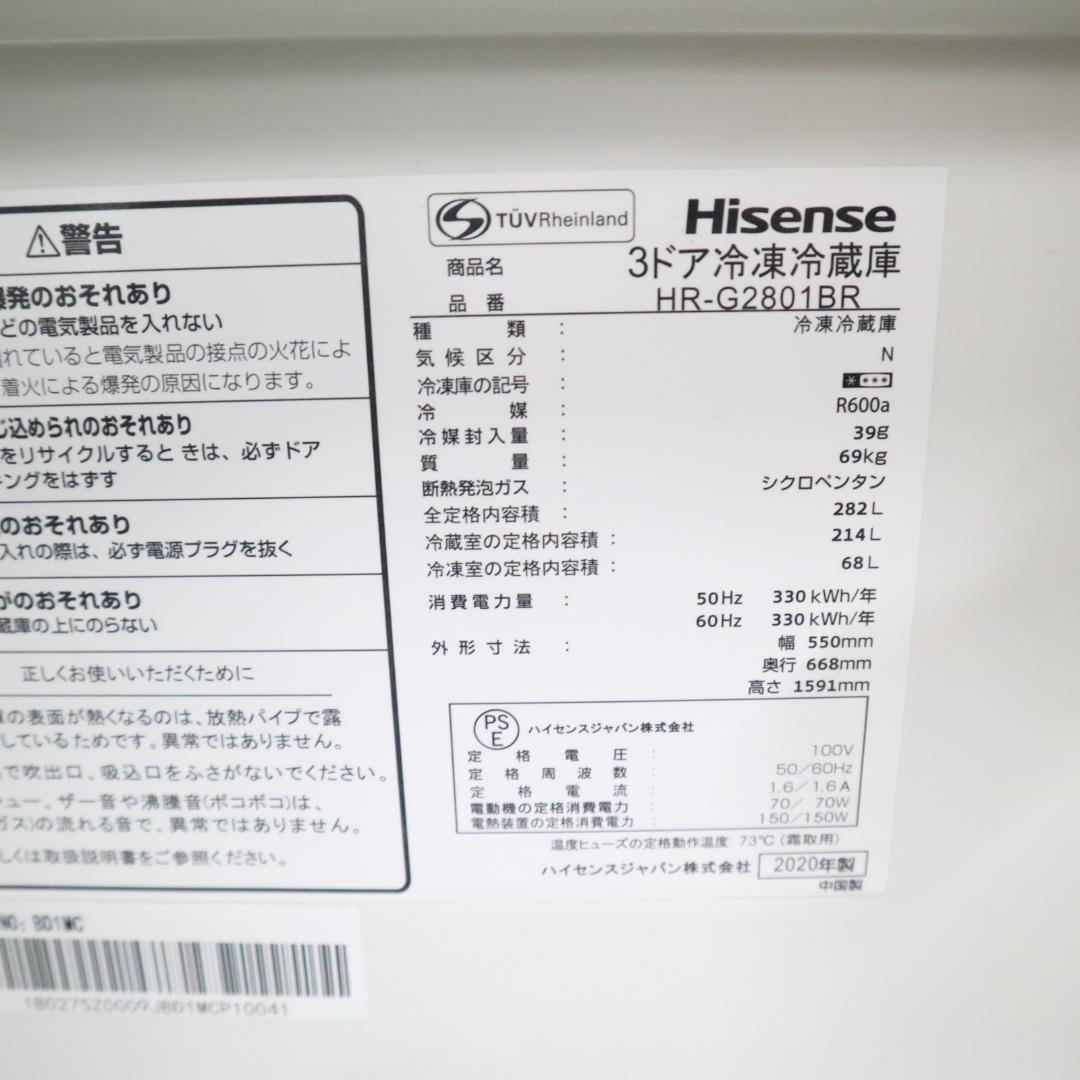 警告
爆発のおそれあり
どの電気製品を入れない
れていると電気製品の接点の火花によ
着火による爆発の原因になります。
じ込められのおそれあり
をリサイクルするときは、必ずドア
キングをはずす
のおそれあり
入れの際は、必ず電源プラグを抜く
がのおそれあり
蔵庫の上にのらない
正しくお使いいただくために
の表面が熱くなるのは、放熱パイプで露
しているためです。異常ではありません。
で吹出口、吸込口をふさがないでください。
シュー、ザー音や沸騰音(ボコボコ)は、
ガス)の流れる音で、異常ではありません。
しくは取扱説明書をご参照ください。
TÜVRheinland
Hisense
商品名 3ドア冷凍冷蔵庫
品番 HR-G2801BR
種類 : 冷凍冷蔵庫
気候区分 : N
冷凍庫の記号 : ****
冷媒 : R600a
冷媒封入量 : 39g
質量 : 69kg
断熱発泡ガス : シクロペンタン
全定格内容積 : 282L
冷蔵室の定格内容積 : 214L
冷凍室の定格内容積 : 68L
消費電力量 : 50Hz 330kWh/年
60Hz 330kWh/年
外形寸法 : 幅 550mm
奥行 668mm
高さ 1591mm
PSE ハイセンスジャパン株式会社
定格電圧 : 100V
定格周波数 : 50/60Hz
定格電流 : 1.6/1.6A
電動機の定格消費電力 : 70/70W
電熱装置の定格消費電力 : 150/150W
温度ヒューズの定格動作温度: 73℃(霜取用)
ハイセンスジャパン株式会社 2020年製
中国製
NO: BD1MC
180275Z0009JBD1MCP10041